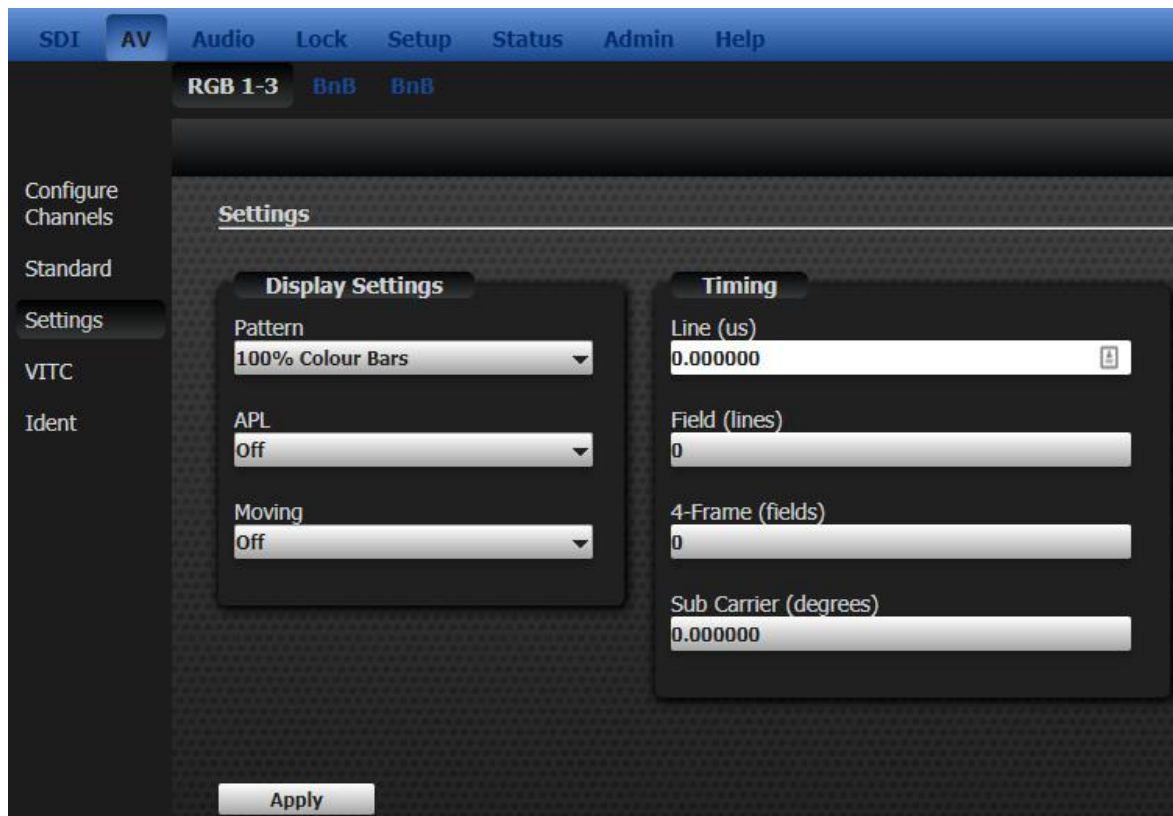 SDI AV Audio Lock Setup Status Admin Help
RGB 1-3 BnB BnB
Configure
Channels
Standard
Settings
VITC
Ident
Settings
Display Settings
Pattern
100% Colour Bars
APL
Off
Moving
Off
Timing
Line (us)
0.000000
Field (lines)
0
4-Frame (fields)
0
Sub Carrier (degrees)
0.000000
Apply